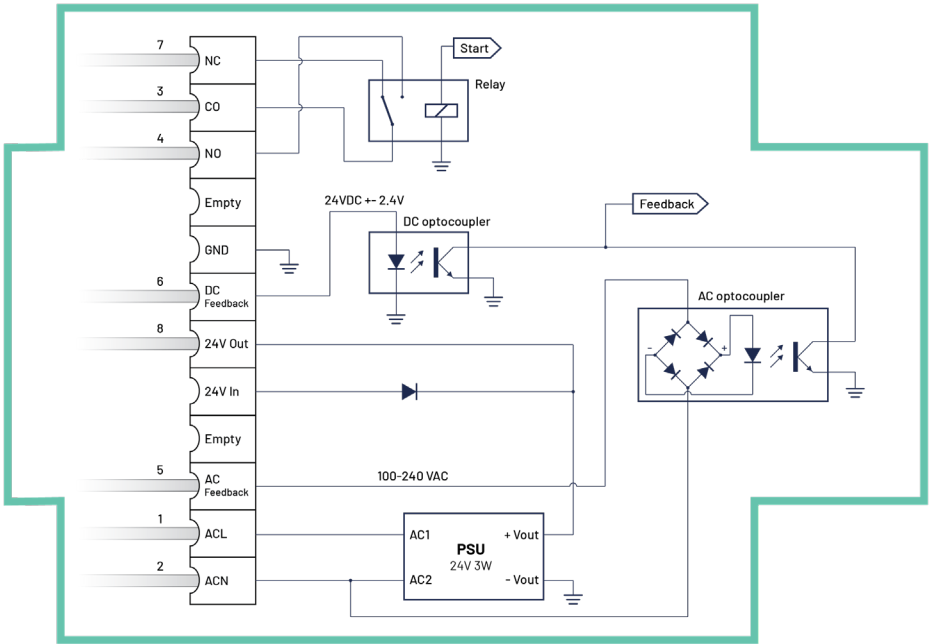 7
NC
3
CO
4
NO
Empty
GND
6
DC
Feedback
8
24V Out
24V In
Empty
5
AC
Feedback
1
ACL
2
ACN
Start
Relay
24VDC +- 2.4V
DC optocoupler
Feedback
AC optocoupler
-
+
100-240 VAC
AC1
+ Vout
PSU
24V 3W
AC2
- Vout